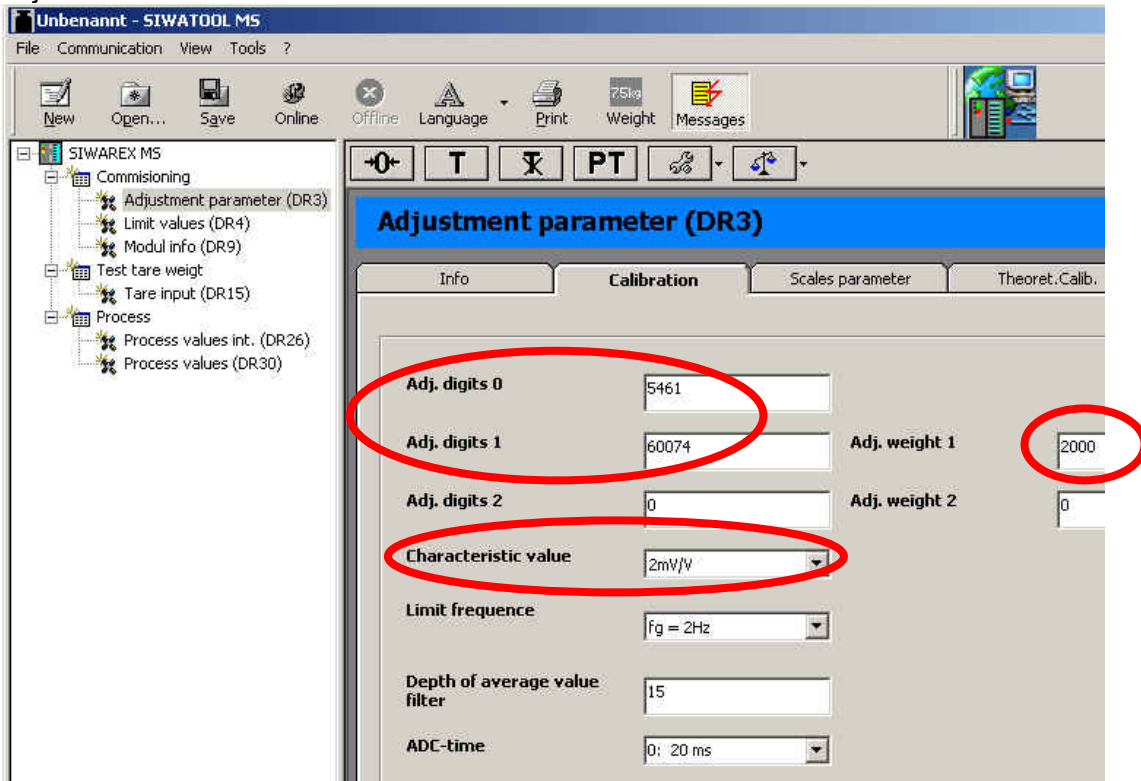 Unbenannt - SIWATOOL MS
File Communication View Tools ?
New Open... Save Online Offline Language Print 7.5kg Weight Messages
SIWAREX MS
Commisioning
Adjustment parameter (DR3)
Limit values (DR4)
Modul info (DR9)
Test tare weigt
Tare input (DR15)
Process
Process values int. (DR26)
Process values (DR30)
→0← T T PT
Adjustment parameter (DR3)
Info Calibration Scales parameter Theoret.Calib.
Adj. digits 0 5461
Adj. digits 1 60074 Adj. weight 1 2000
Adj. digits 2 0 Adj. weight 2 0
Characteristic value 2mV/V
Limit frequence fg = 2Hz
Depth of average value
filter 15
ADC-time 0: 20 ms